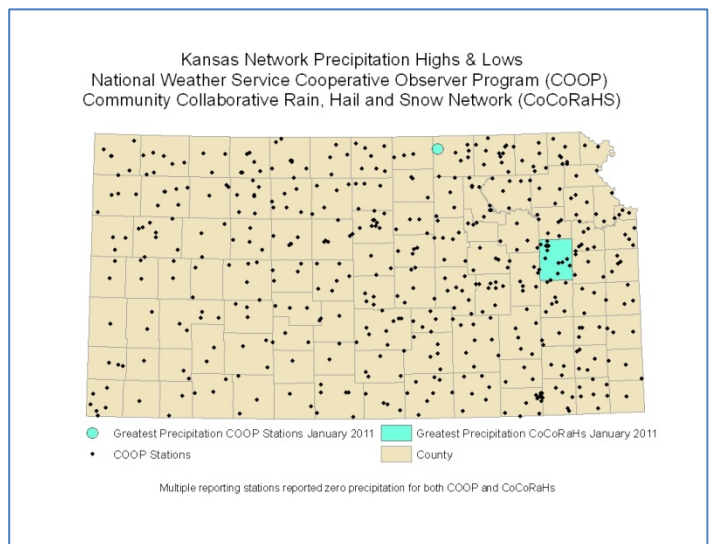 Kansas Network Precipitation Highs & Lows
National Weather Service Cooperative Observer Program (COOP)
Community Collaborative Rain, Hail and Snow Network (CoCoRaHS)
Greatest Precipitation COOP Stations January 2011
Greatest Precipitation CoCoRaHs January 2011
COOP Stations
County
Multiple reporting stations reported zero precipitation for both COOP and CoCoRaHs